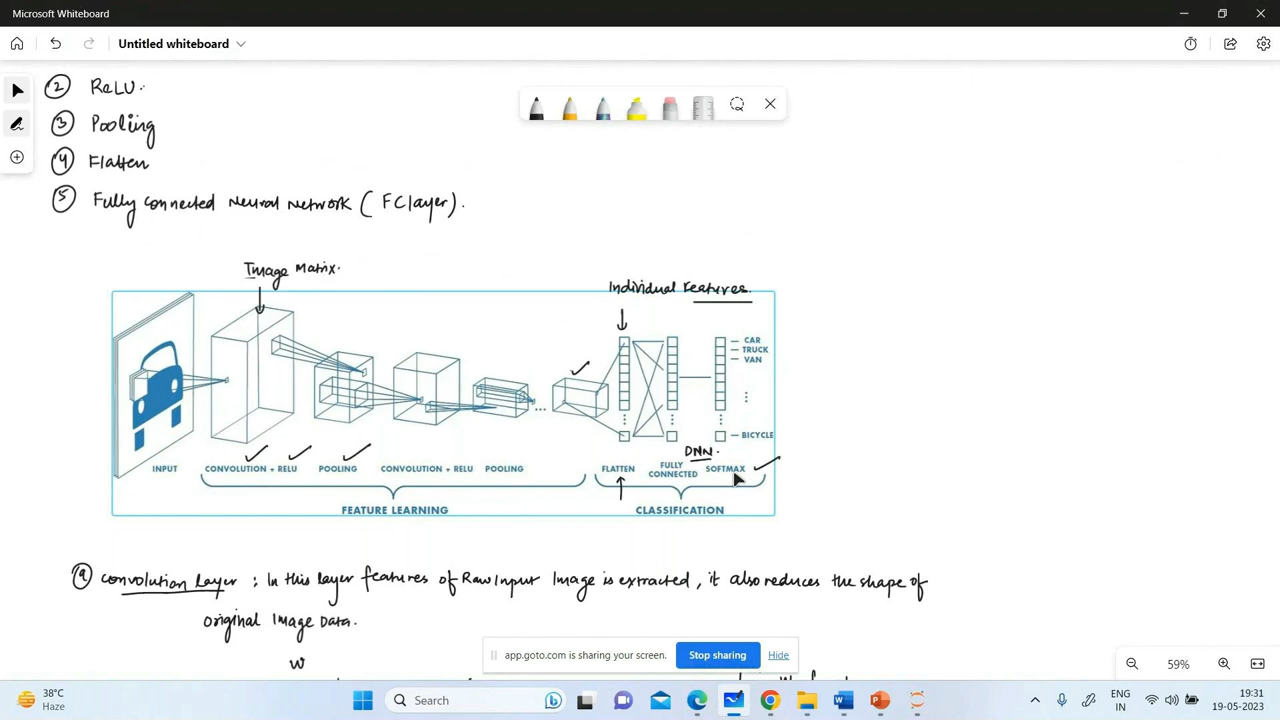 Microsoft Whiteboard
Untitled whiteboard
② ReLU.
③ Pooling
④ Flatten
⑤ Fully connected Neural network ( FC layer).
Image Matrix.
Individual Features.
CAR
TRUCK
VAN
BICYCLE
DNN.
INPUT CONVOLUTION + RELU POOLING CONVOLUTION + RELU POOLING FLATTEN FULLY CONNECTED SOFTMAX
FEATURE LEARNING CLASSIFICATION
ⓐ Convolution Layer : In this layer features of Raw Input Image is extracted, it also reduces the shape of
original Image Data.
app.goto.com is sharing your screen. Stop sharing Hide
W
59%
38°C
Haze
Search
ENG
IN
19:31
19-05-2023